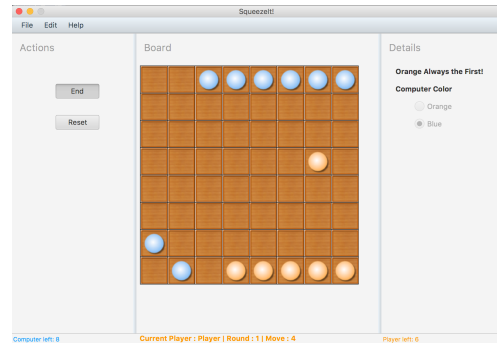 SqueezeIt!
File Edit Help
Actions
Board
Details
End
Reset
Orange Always the First!
Computer Color
Orange
Blue
Computer left: 8
Current Player : Player | Round : 1 | Move : 4
Player left: 6